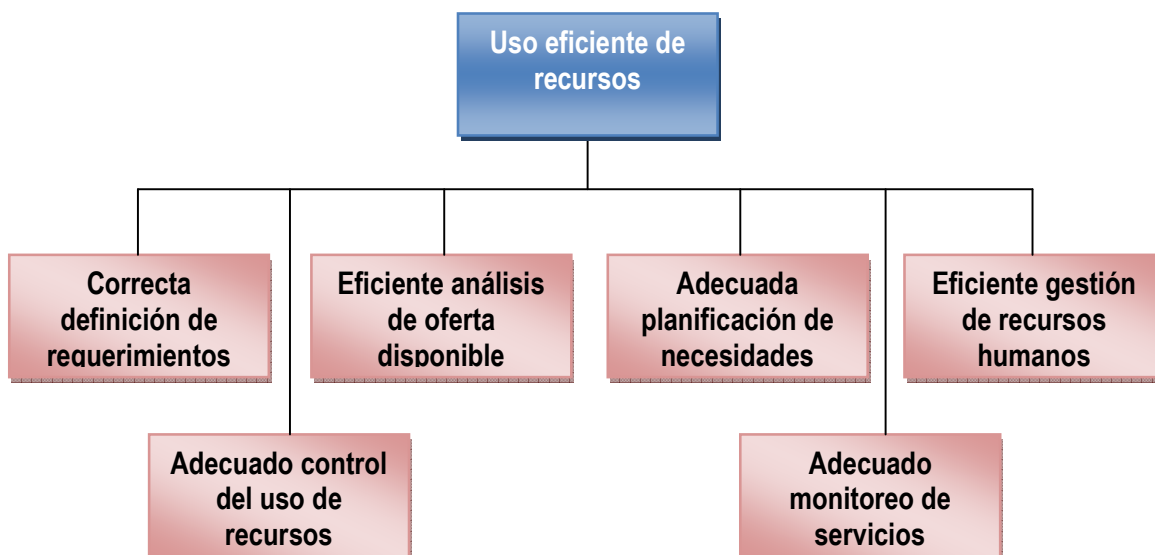 Uso eficiente de
recursos
Correcta
definición de
requerimientos
Eficiente análisis
de oferta
disponible
Adecuada
planificación de
necesidades
Eficiente gestión
de recursos
humanos
Adecuado control
del uso de
recursos
Adecuado
monitoreo de
servicios